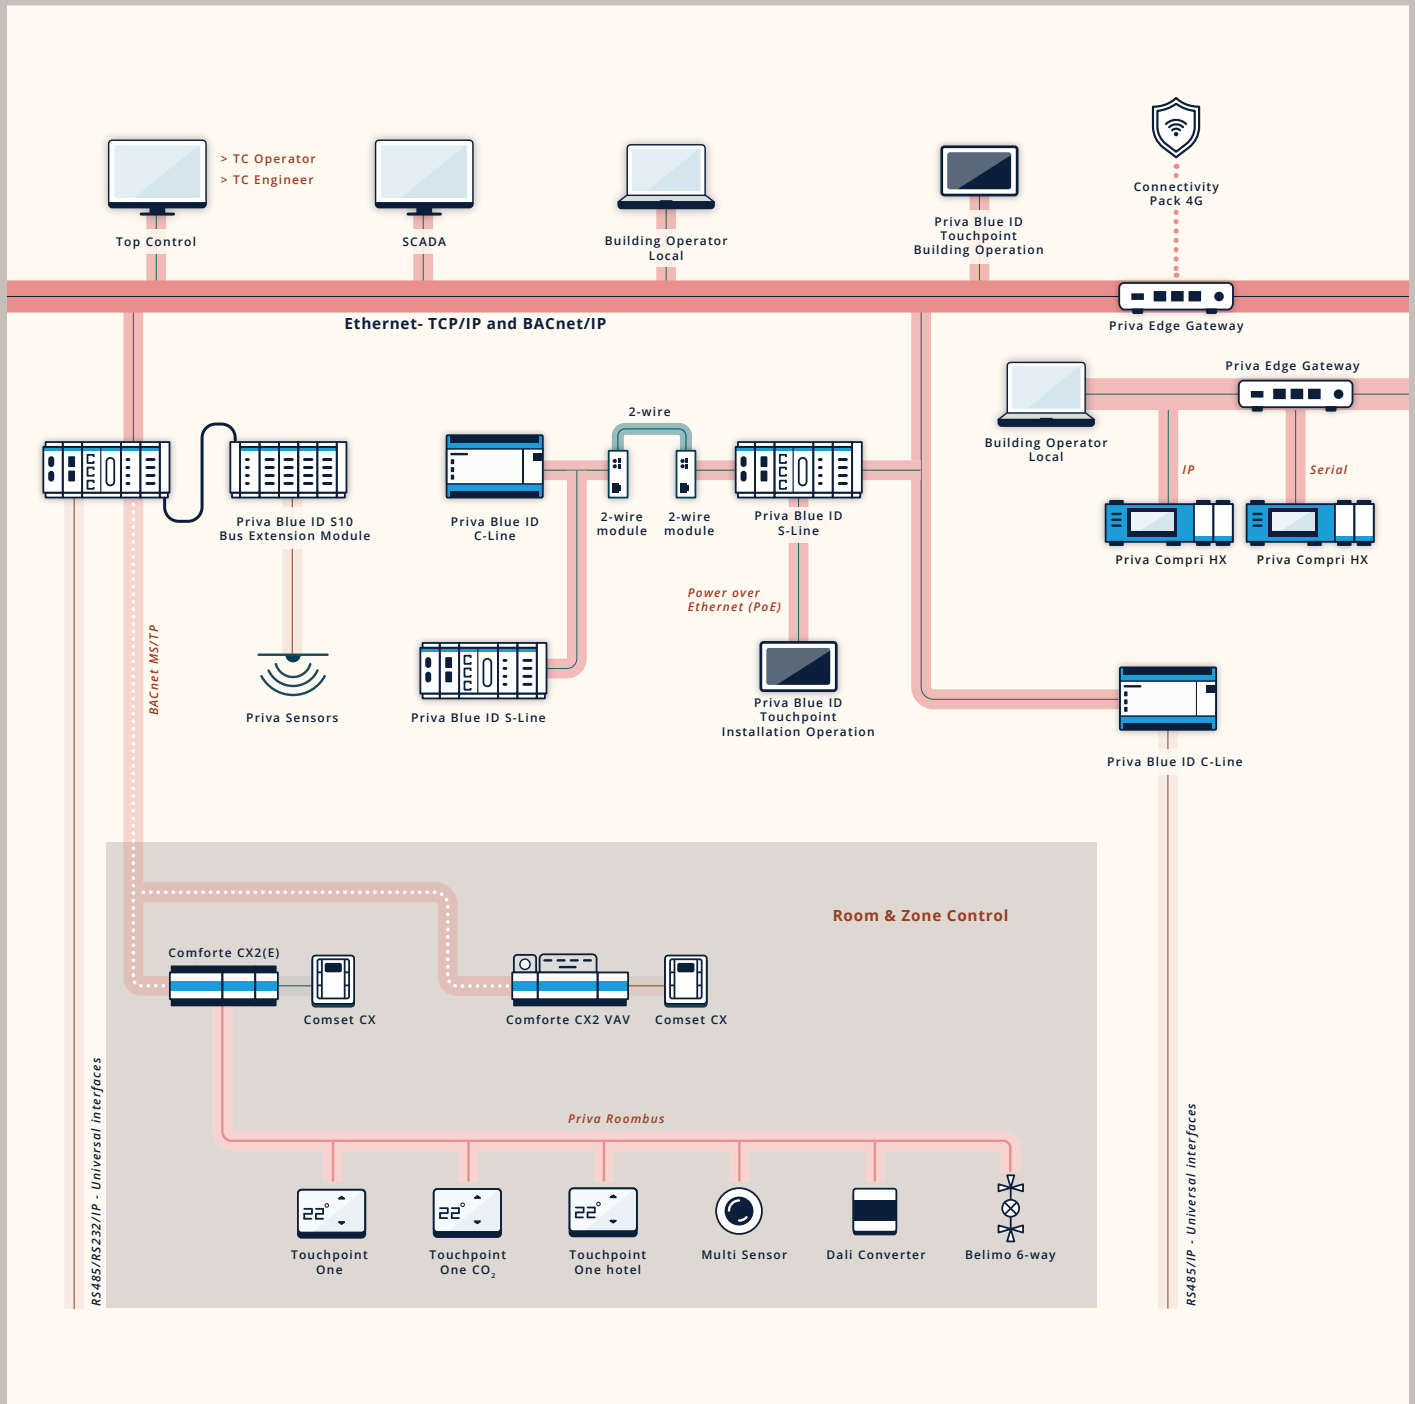 > TC Operator
> TC Engineer
Top Control
SCADA
Building Operator
Local
Priva Blue ID
Touchpoint
Building Operation
Connectivity
Pack 4G
Ethernet- TCP/IP and BACnet/IP
Priva Edge Gateway
Priva Edge Gateway
Building Operator
Local
IP
Serial
Priva Compri HX
Priva Compri HX
2-wire
Priva Blue ID S10
Bus Extension Module
Priva Blue ID
C-Line
2-wire
module
2-wire
module
Priva Blue ID
S-Line
Power over
Ethernet (PoE)
BACnet MS/TP
Priva Sensors
Priva Blue ID S-Line
Priva Blue ID
Touchpoint
Installation Operation
Priva Blue ID C-Line
Room & Zone Control
Comforte CX2(E)
Comset CX
Comforte CX2 VAV
Comset CX
RS485/RS232/IP - Universal interfaces
Priva Roombus
RS485/IP - Universal interfaces
22°
22°
22°
Touchpoint
One
Touchpoint
One CO₂
Touchpoint
One hotel
Multi Sensor
Dali Converter
Belimo 6-way